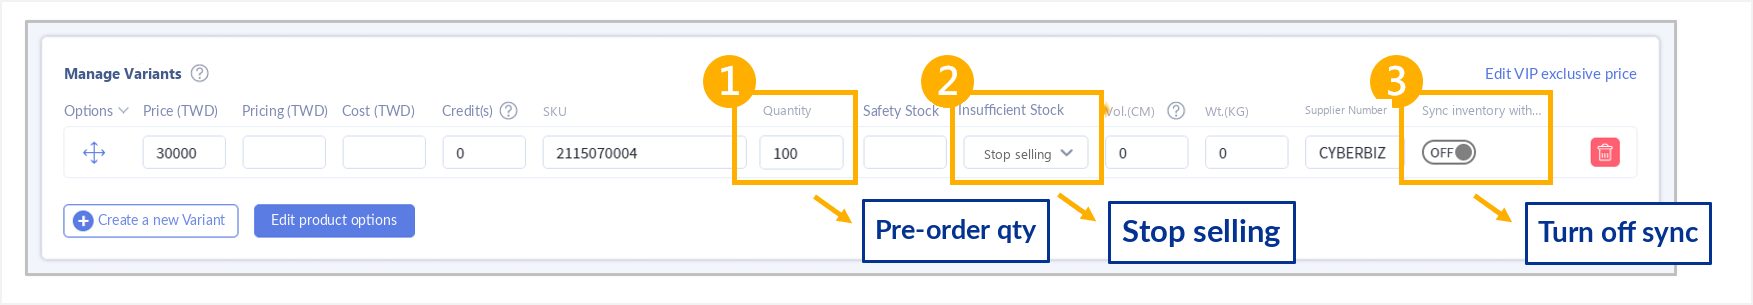 1
2
3
Manage Variants ?
Edit VIP exclusive price
Options Price (TWD) Pricing (TWD) Cost (TWD) Credit(s) ? SKU Quantity Safety Stock Insufficient Stock Vol.(CM) ? Wt.(KG) Supplier Number Sync inventory with...
30000 0 2115070004 100 Stop selling 0 0 CYBERBIZ OFF
+ Create a new Variant Edit product options
Pre-order qty
Stop selling
Turn off sync